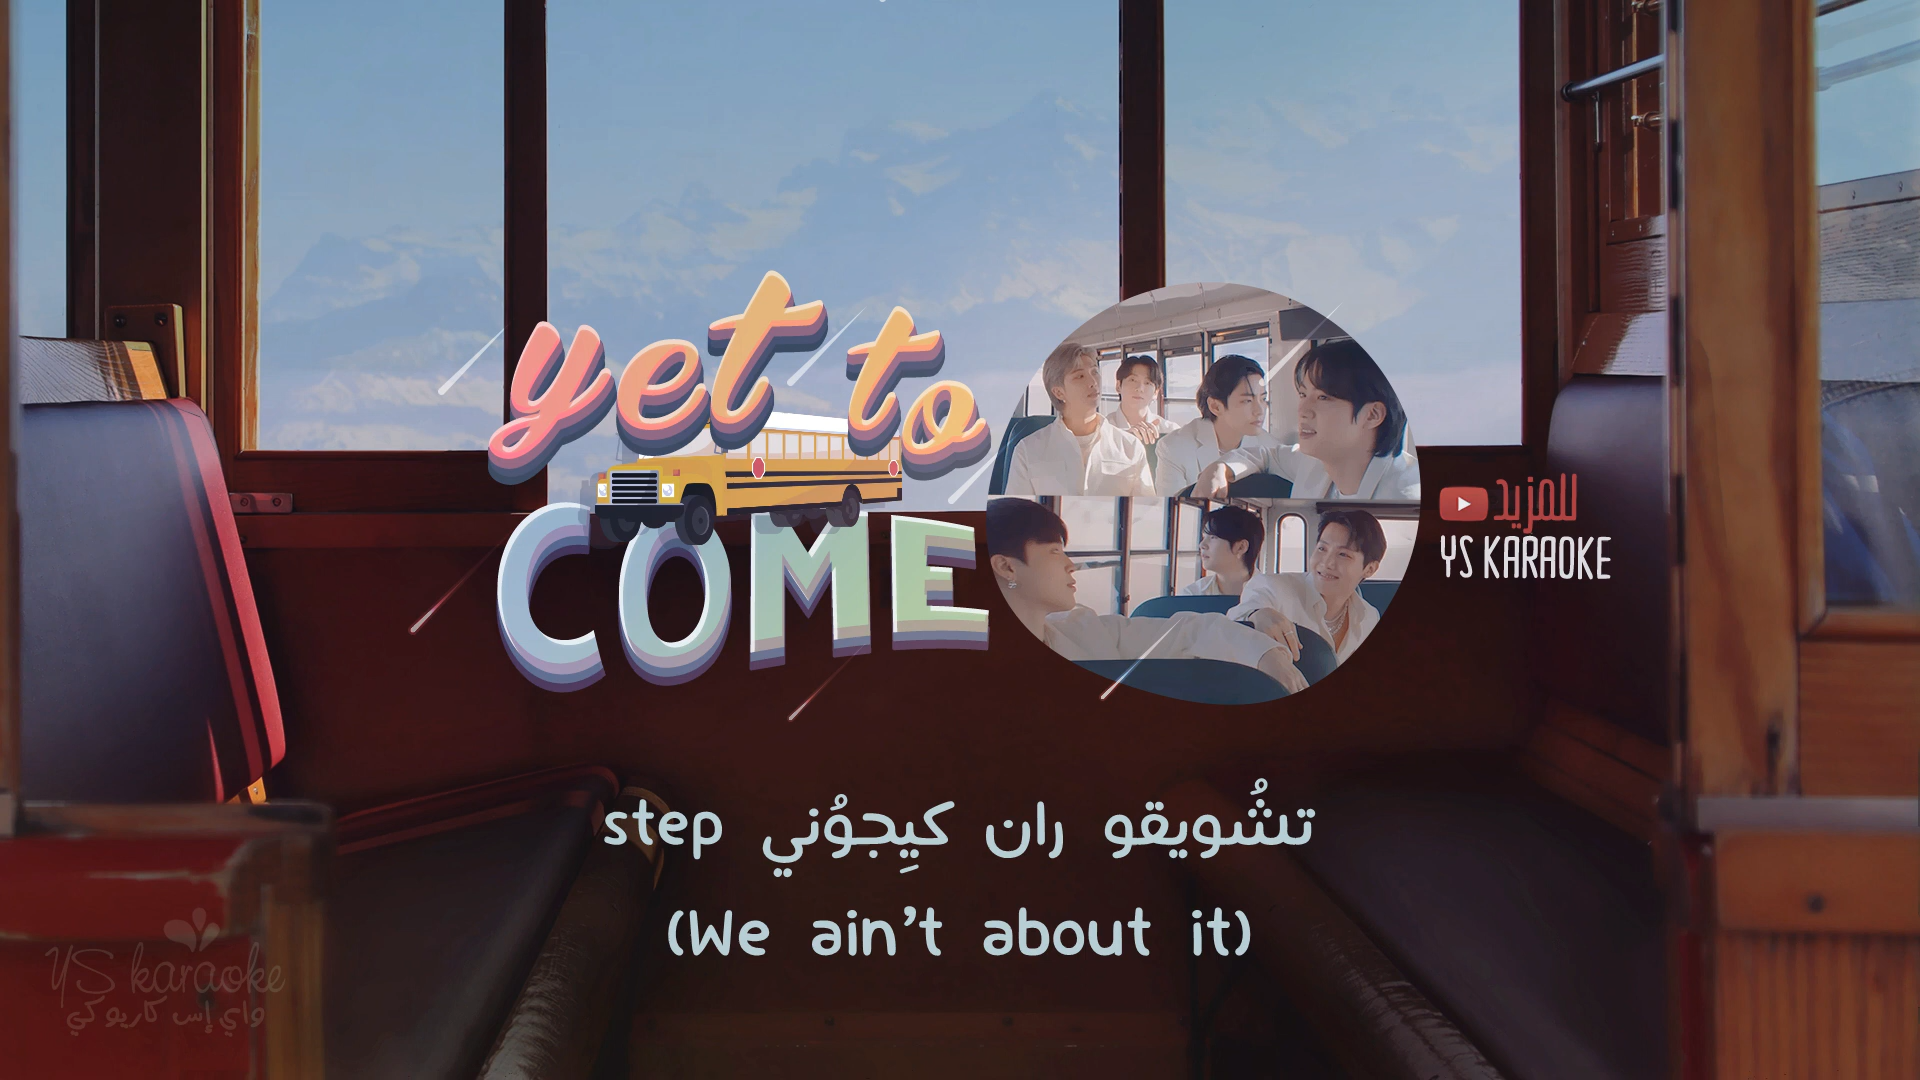 yet to
COME
للمزيد
YS KARAOKE
تشُويقو ران كيِجوُني step
(We ain't about it)
YS karaoke
واي إس كاريوكي